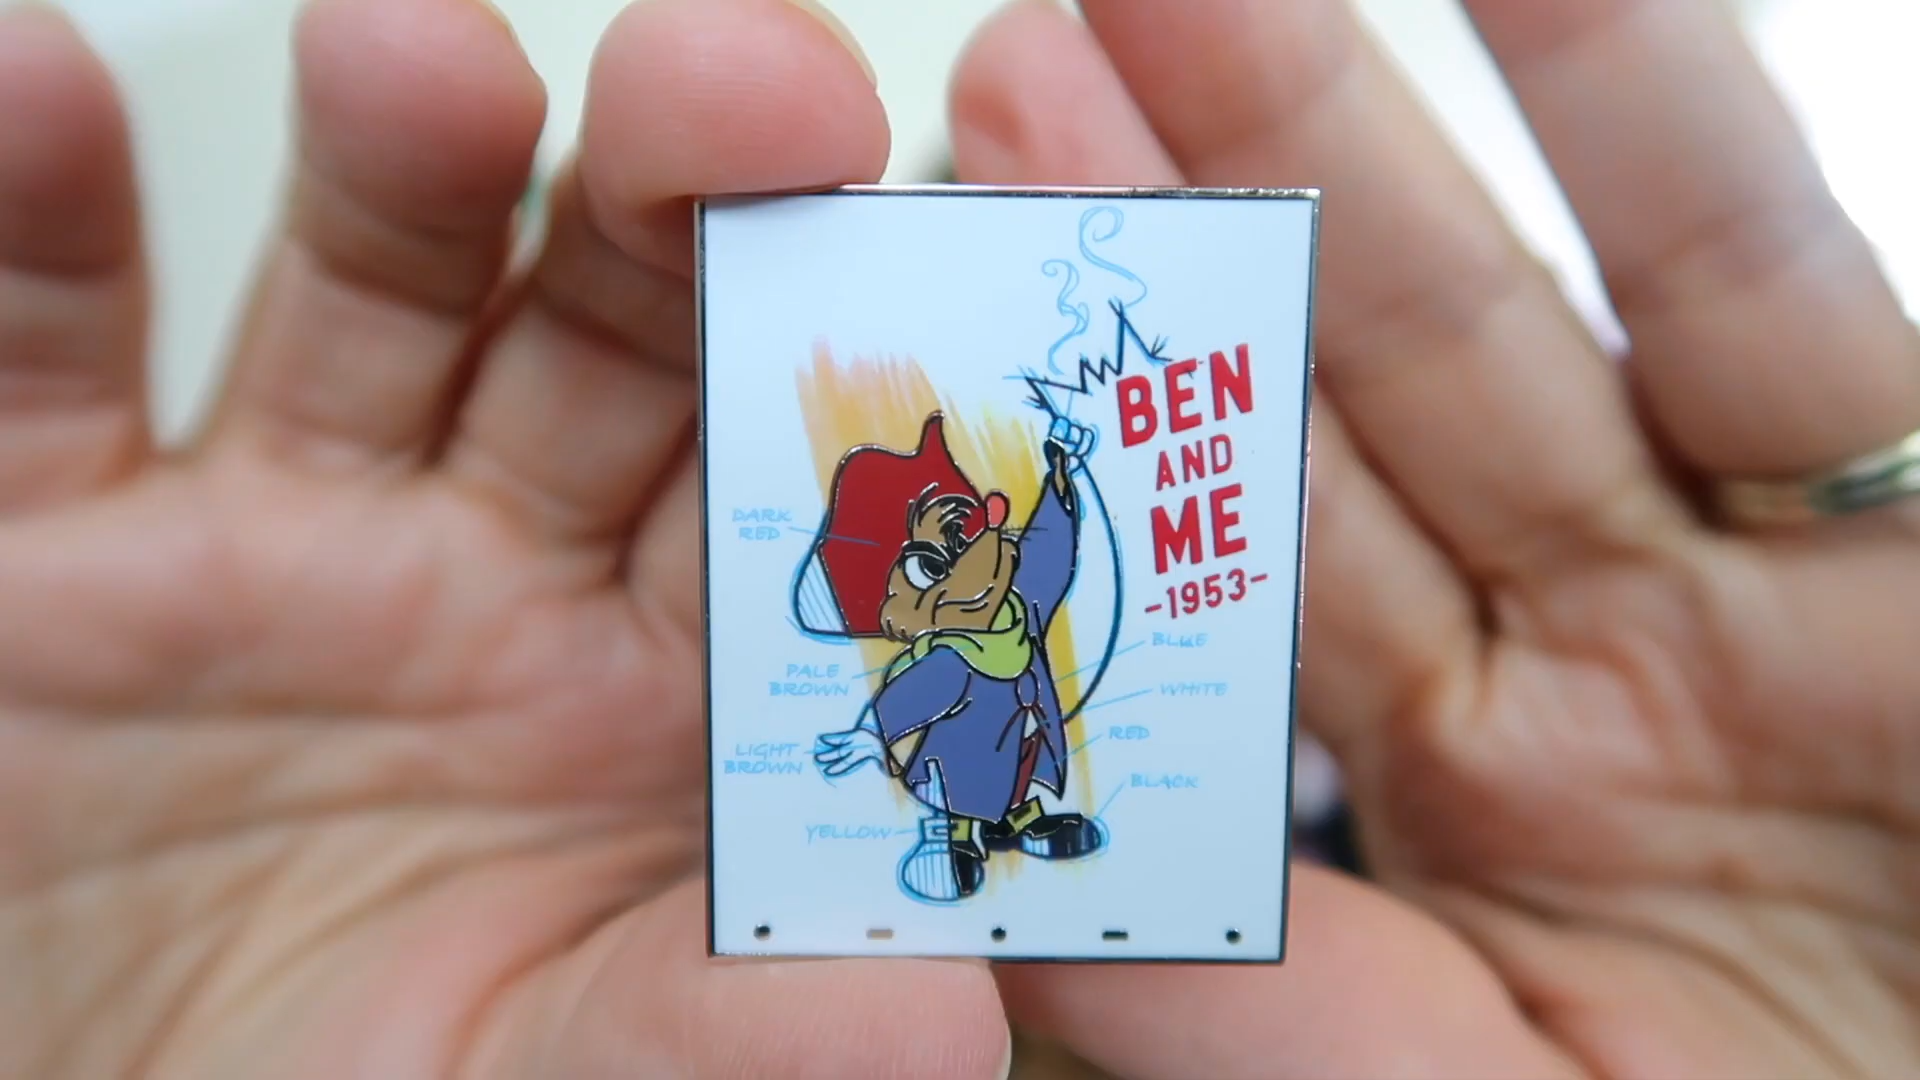 BEN
AND
ME
-1953-
DARK
RED
PALE
BROWN
LIGHT
BROWN
YELLOW
BLUE
WHITE
RED
BLACK